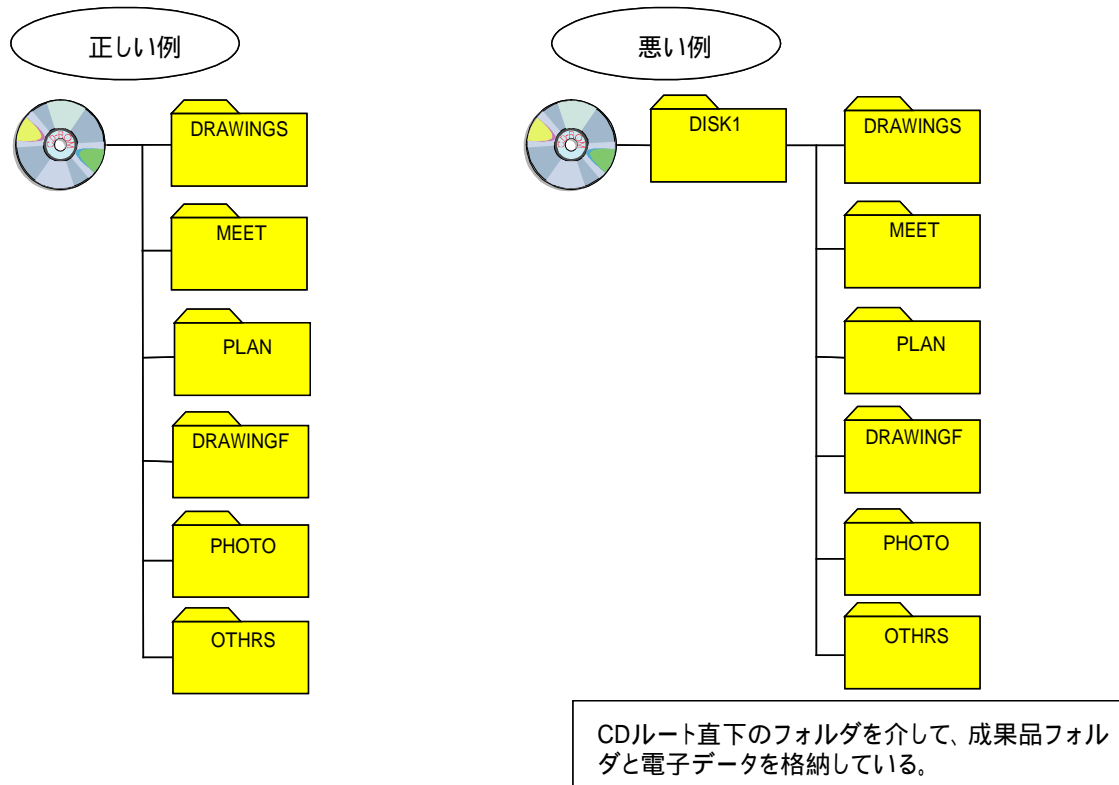 正しい例
DRAWINGS
MEET
PLAN
DRAWINGF
PHOTO
OTHRS
悪い例
DISK1
DRAWINGS
MEET
PLAN
DRAWINGF
PHOTO
OTHRS
CDルート直下のフォルダを介して、成果品フォル
ダと電子データを格納している。